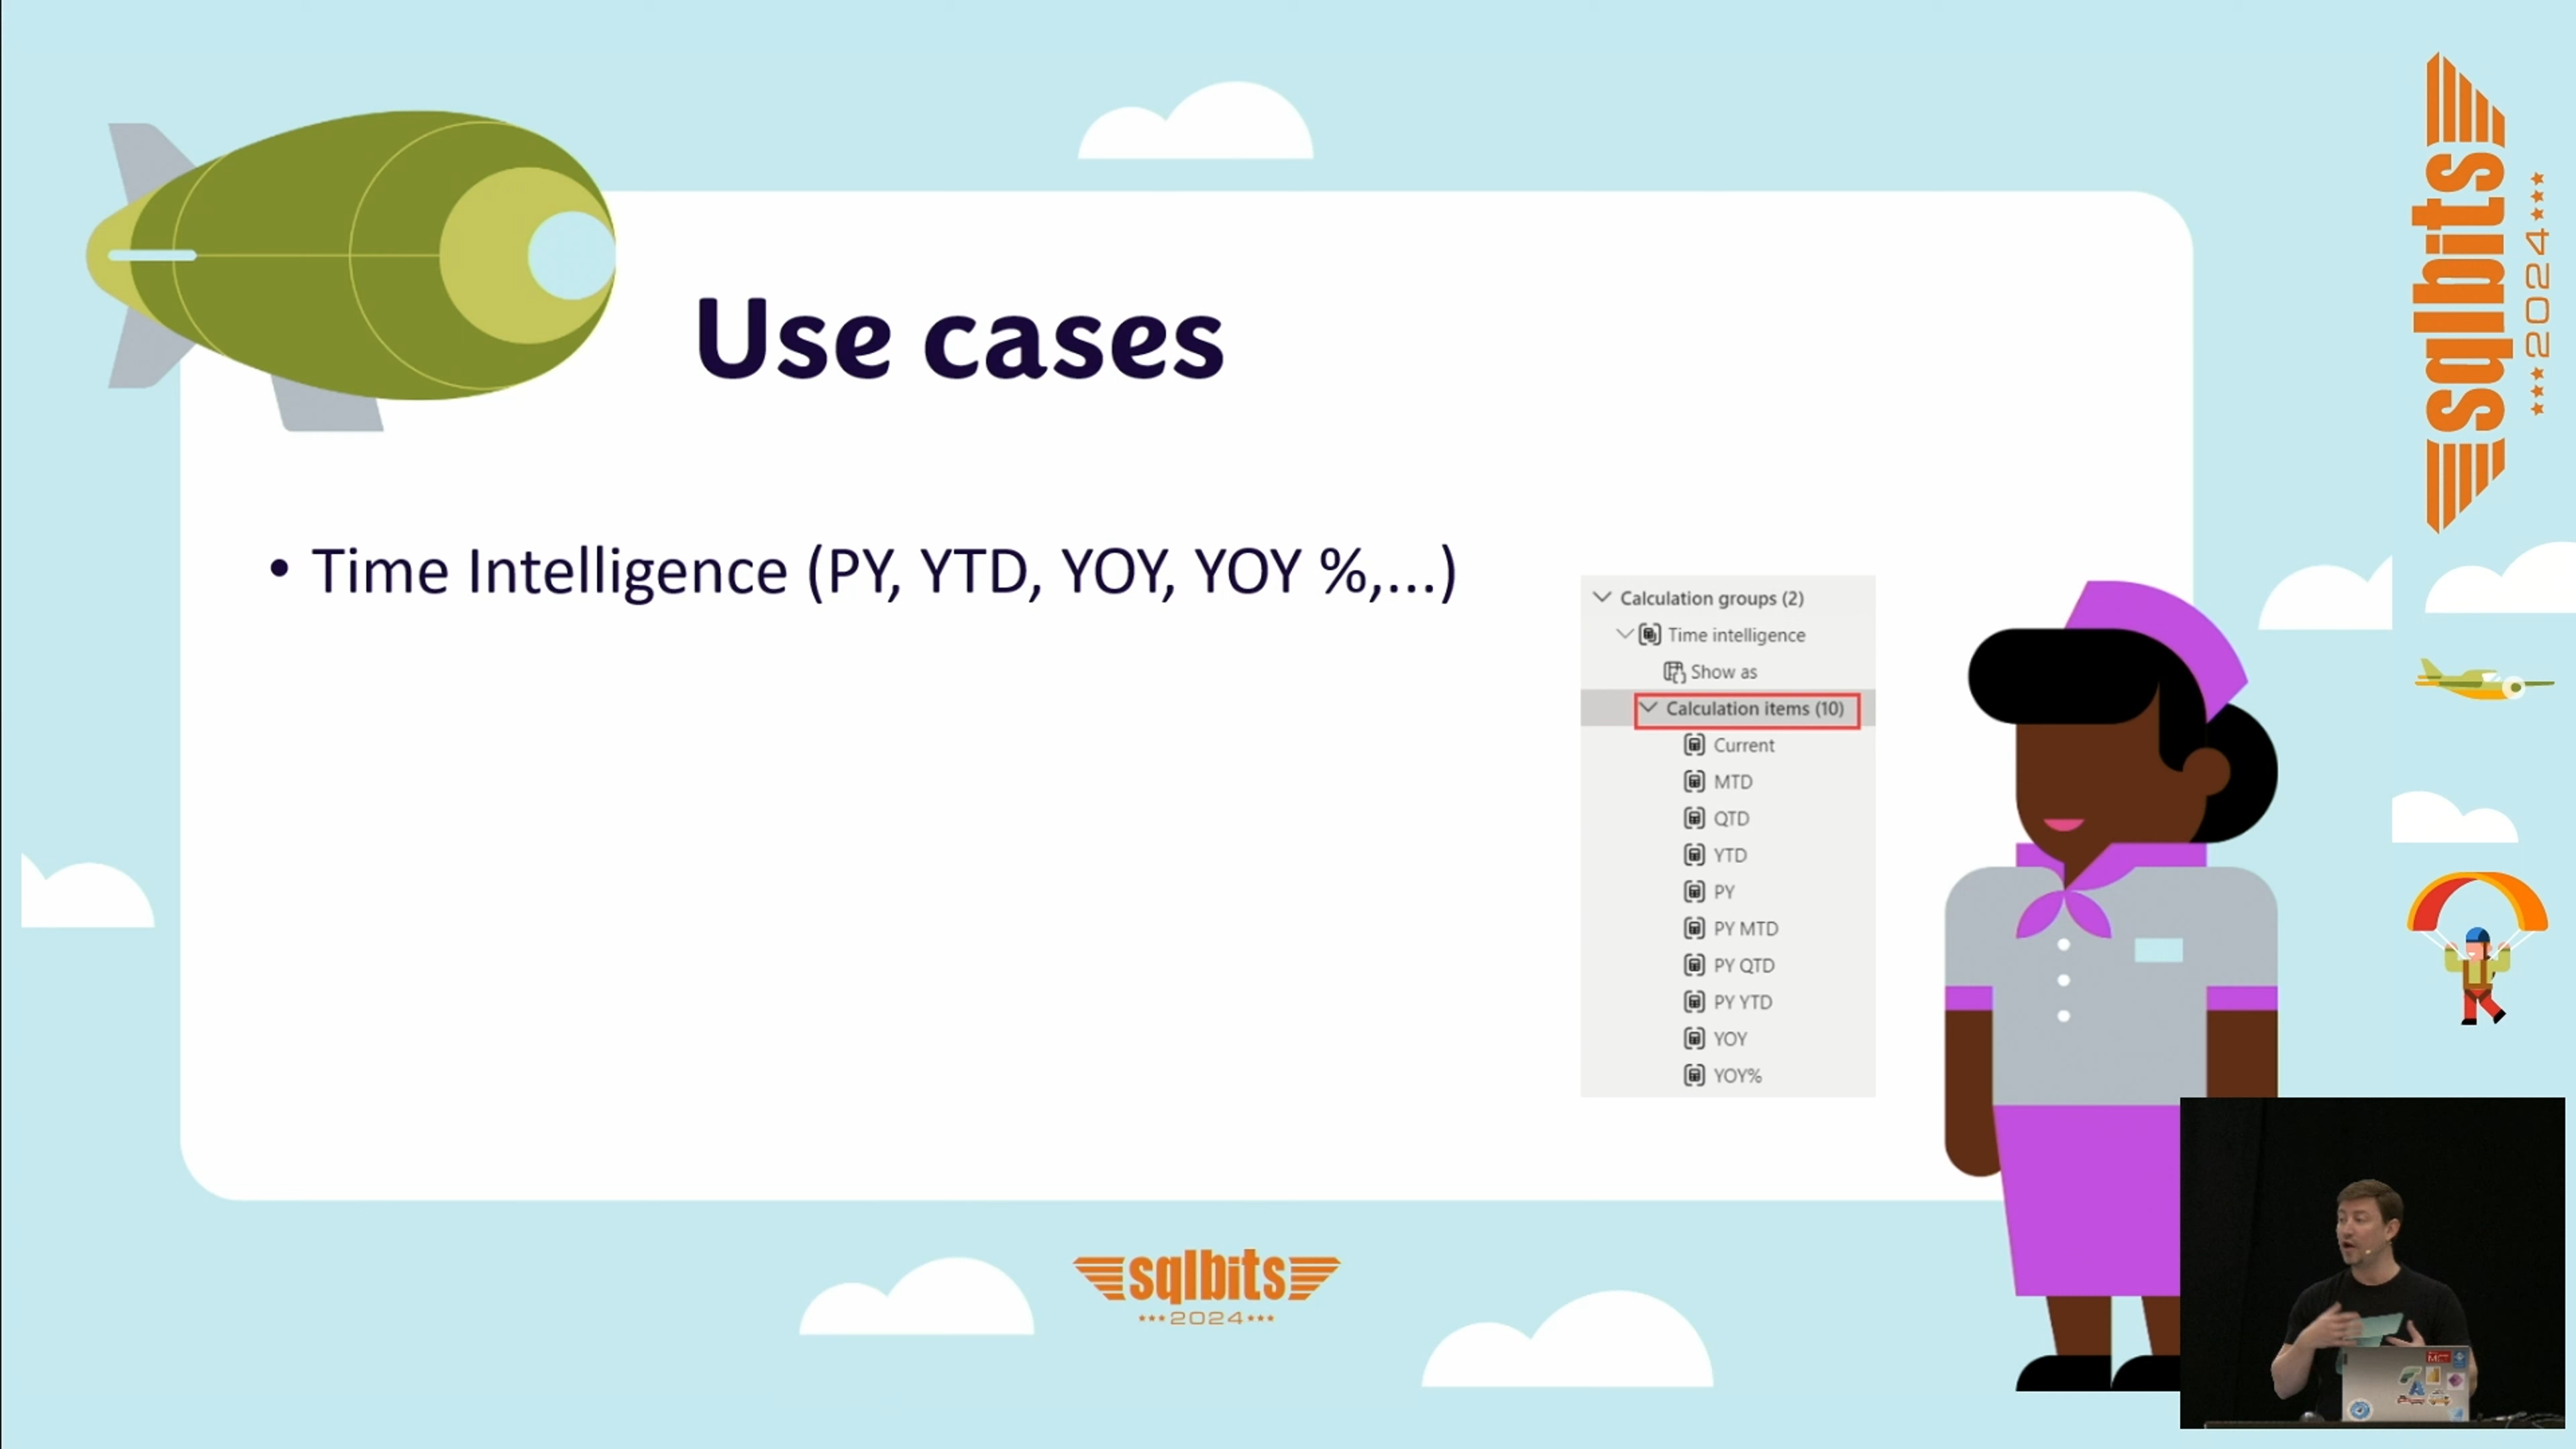 Use cases
• Time Intelligence (PY, YTD, YOY, YOY %,...)
Calculation groups (2)
Time intelligence
Show as
Calculation items (10)
Current
MTD
QTD
YTD
PY
PY MTD
PY QTD
PY YTD
YOY
YOY%
sqlbits
2024
sqlbits
2024